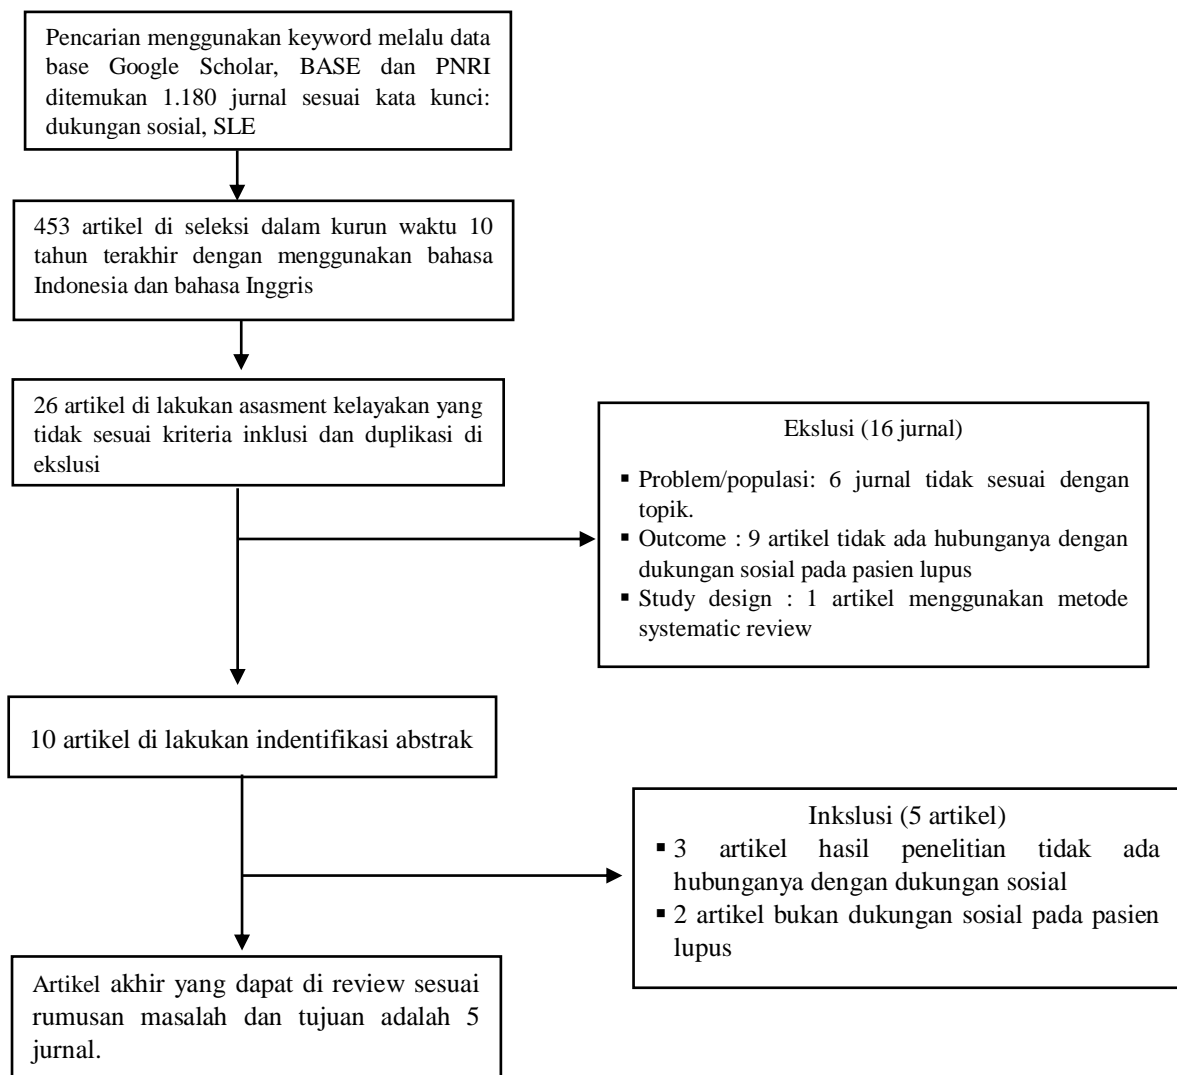 Pencarian menggunakan keyword melalu data
base Google Scholar, BASE dan PNRI
ditemukan 1.180 jurnal sesuai kata kunci:
dukungan sosial, SLE
453 artikel di seleksi dalam kurun waktu 10
tahun terakhir dengan menggunakan bahasa
Indonesia dan bahasa Inggris
26 artikel di lakukan asasment kelayakan yang
tidak sesuai kriteria inklusi dan duplikasi di
ekslusi
Ekslusi (16 jurnal)
▪ Problem/populasi: 6 jurnal tidak sesuai dengan
topik.
▪ Outcome : 9 artikel tidak ada hubunganya dengan
dukungan sosial pada pasien lupus
▪ Study design : 1 artikel menggunakan metode
systematic review
10 artikel di lakukan indentifikasi abstrak
Inkslusi (5 artikel)
▪ 3 artikel hasil penelitian tidak ada
hubunganya dengan dukungan sosial
▪ 2 artikel bukan dukungan sosial pada pasien
lupus
Artikel akhir yang dapat di review sesuai
rumusan masalah dan tujuan adalah 5
jurnal.